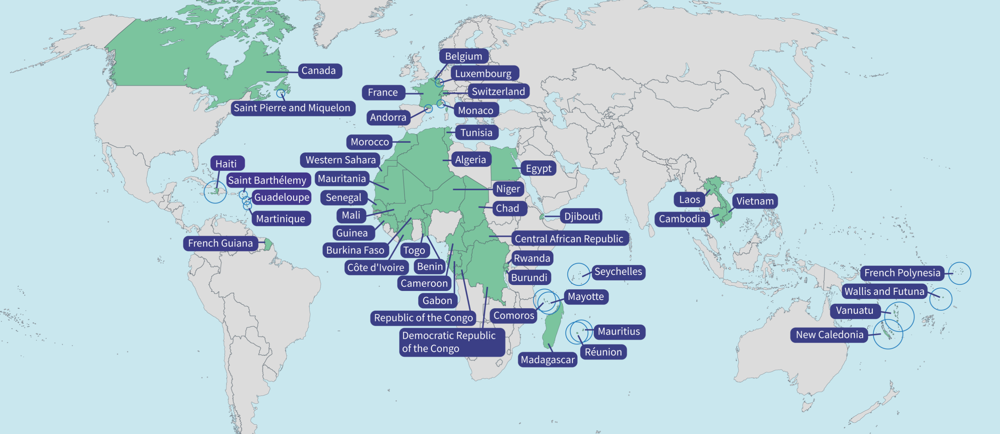 Belgium
Canada
Luxembourg
France
Switzerland
Saint Pierre and Miquelon
Monaco
Andorra
Tunisia
Morocco
Western Sahara
Algeria
Haiti
Egypt
Saint Barthélemy
Mauritania
Niger
Guadeloupe
Senegal
Laos
Vietnam
Chad
Mali
Djibouti
Martinique
Cambodia
Guinea
Central African Republic
French Guiana
Burkina Faso
Togo
Rwanda
Côte d'Ivoire
Benin
Seychelles
French Polynesia
Burundi
Cameroon
Wallis and Futuna
Gabon
Mayotte
Vanuatu
Republic of the Congo
Comoros
Mauritius
New Caledonia
Democratic Republic
of the Congo
Réunion
Madagascar